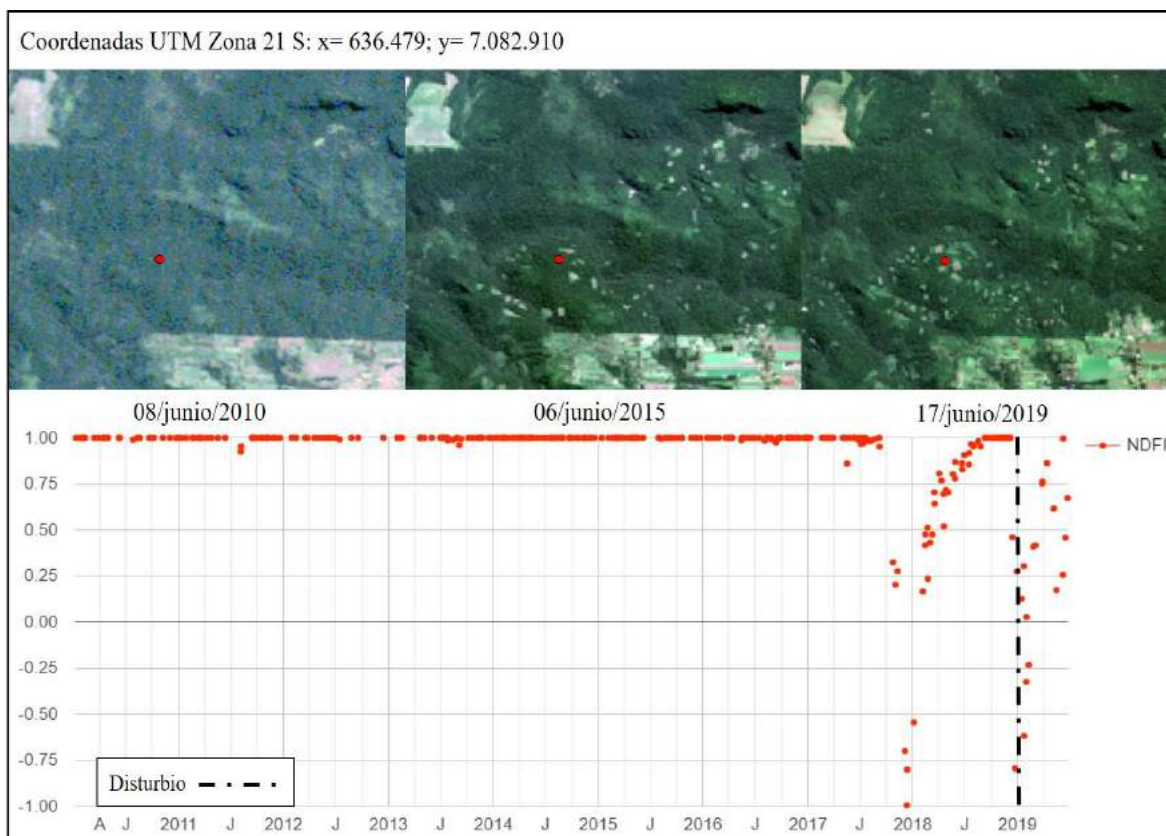 Coordenadas UTM Zona 21 S: x= 636.479; y= 7.082.910
08/junio/2010 06/junio/2015 17/junio/2019
1.00
NDFI
0.75
0.50
0.25
0.00
-0.25
-0.50
-0.75
Disturbio
-1.00
A J 2011 J 2012 J 2013 J 2014 J 2015 J 2016 J 2017 J 2018 J 2019